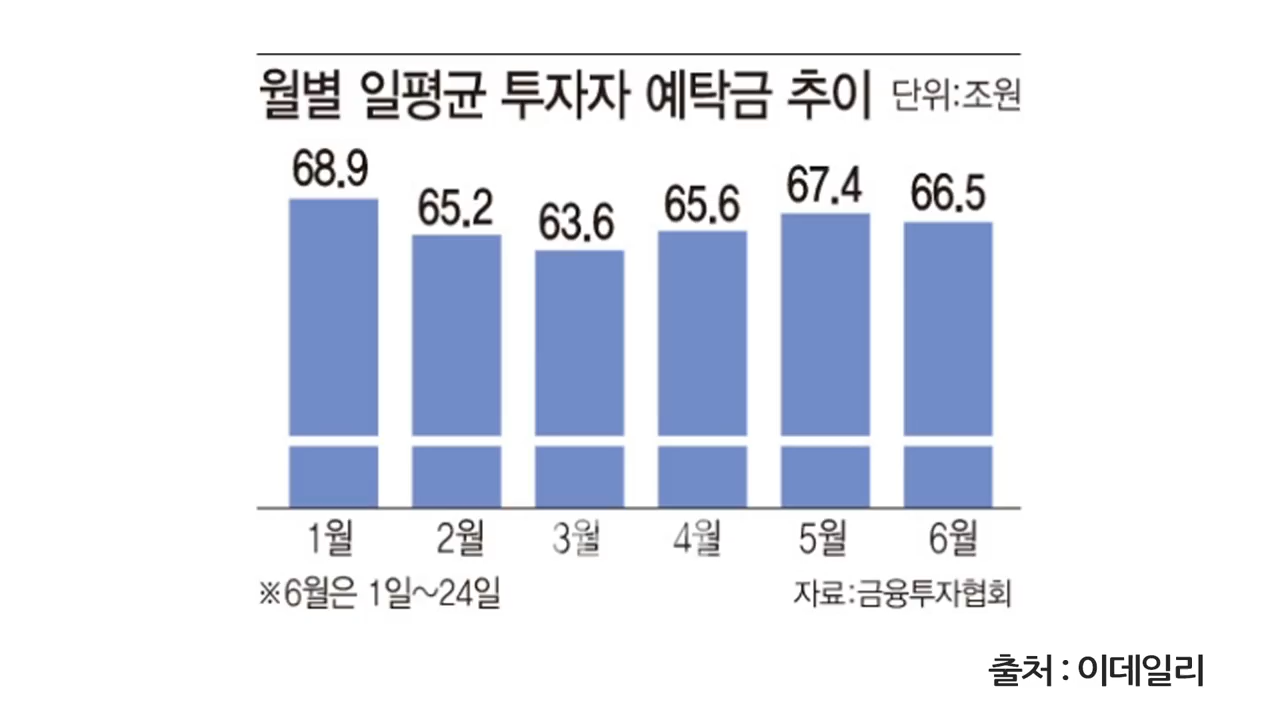 월별 일평균 투자자 예탁금 추이 단위:조원
68.9 65.2 63.6 65.6 67.4 66.5
1월 2월 3월 4월 5월 6월
※6월은 1일~24일 자료:금융투자협회
출처 : 이데일리